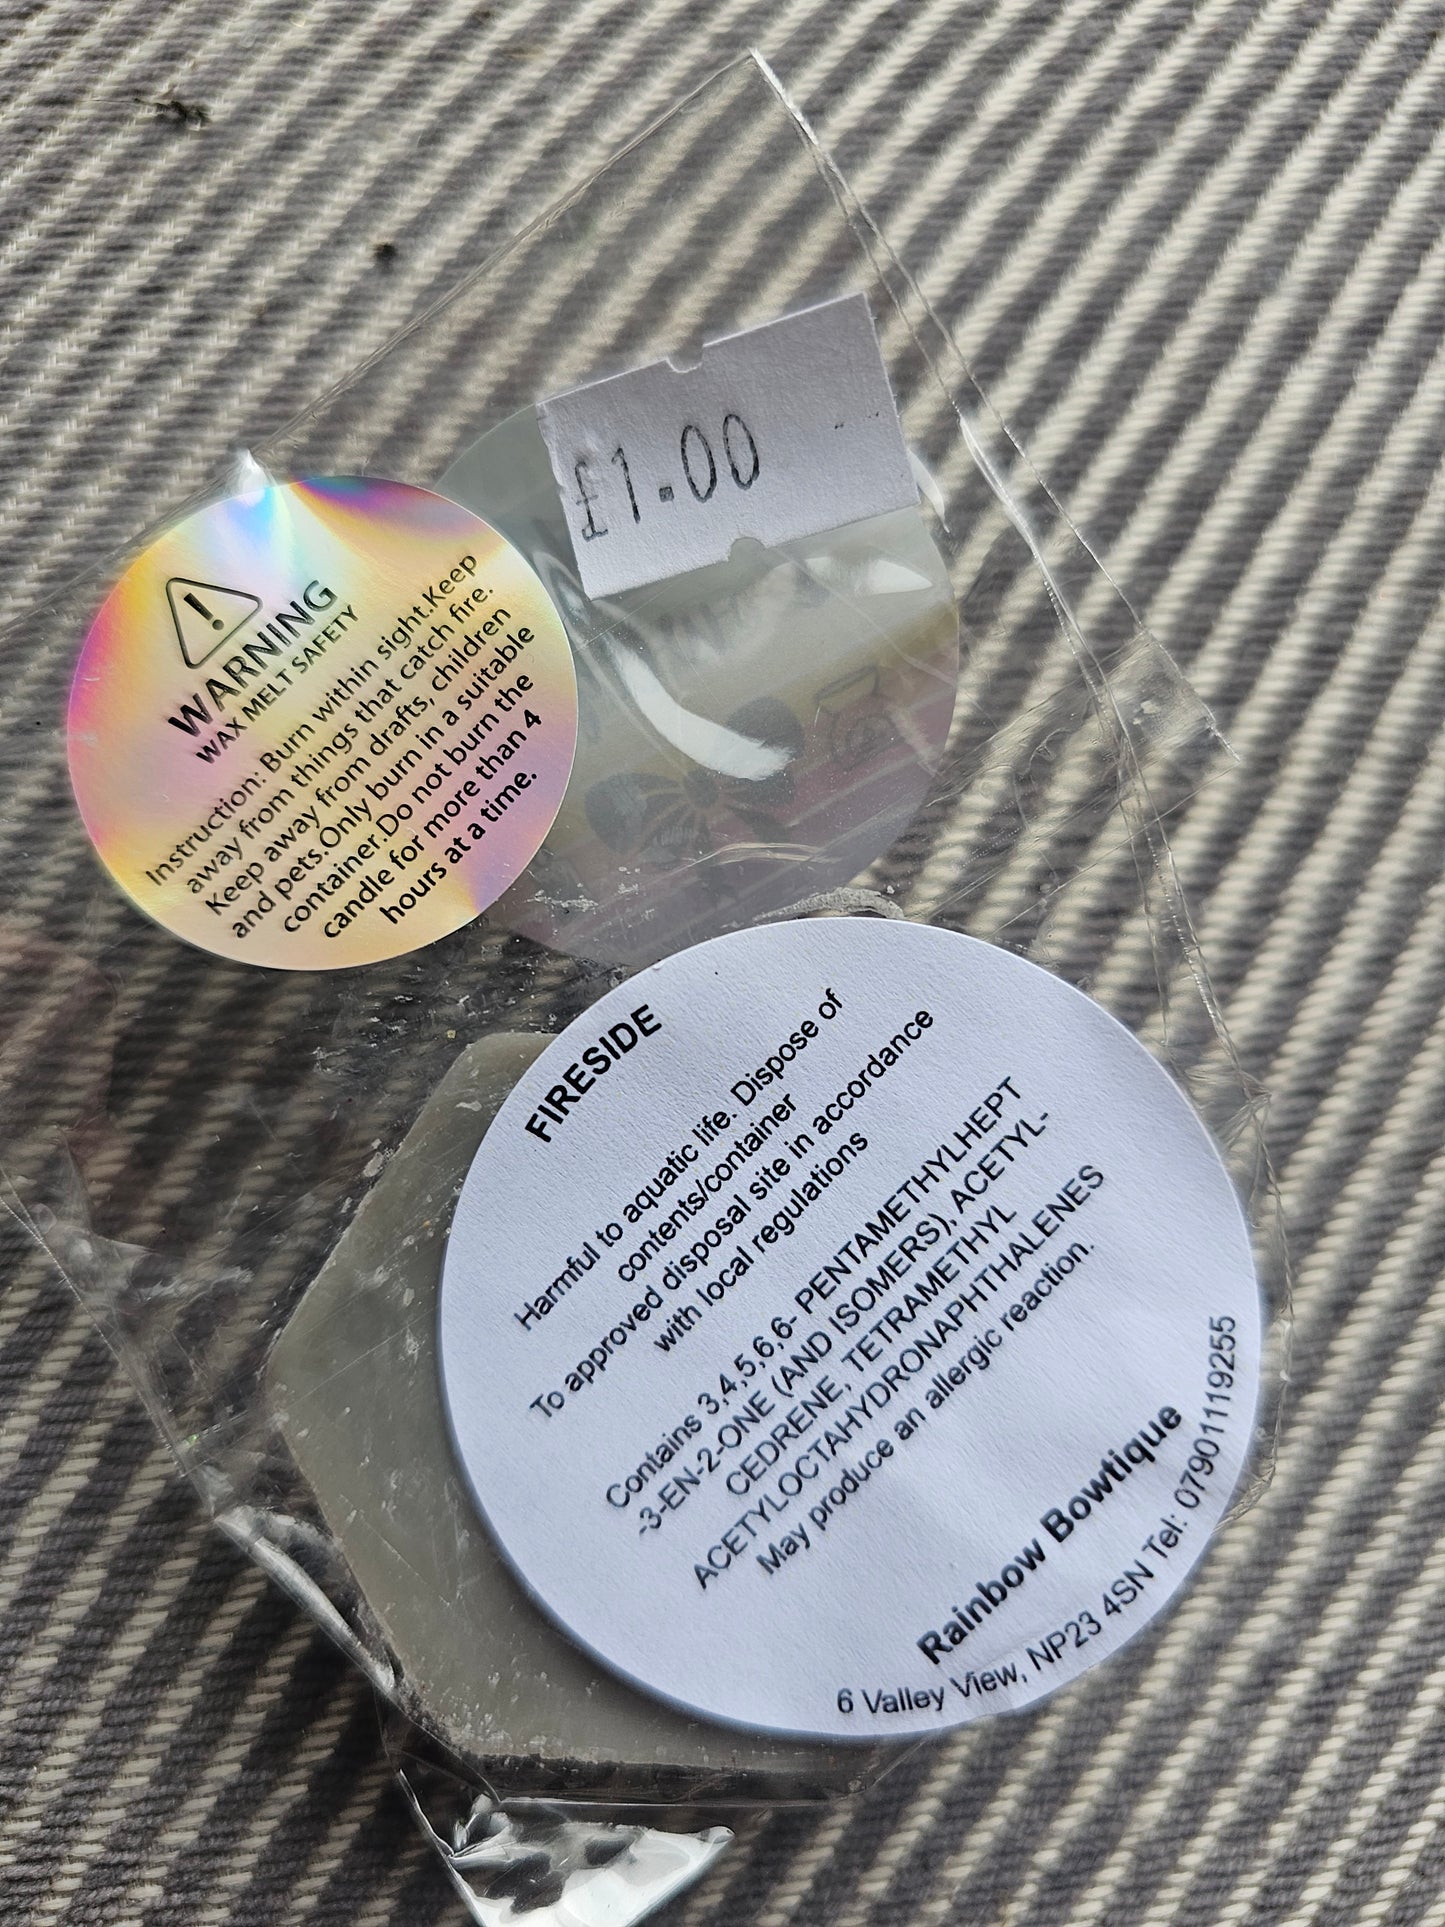 £1.00
WARNING
WAX MELT SAFETY
Instruction: Burn within sight.Keep
away from things that catch fire.
Keep away from drafts, children
and pets.Only burn in a suitable
container.Do not burn the
candle for more than 4
hours at a time.
FIRESIDE
Harmful to aquatic life. Dispose of
contents/container
To approved disposal site in accordance
with local regulations
Contains 3,4,5,6,6- PENTAMETHYLHEPT
-3-EN-2-ONE (AND ISOMERS), ACETYL-
CEDRENE, TETRAMETHYL
ACETYLOCTAHYDRONAPHTHALENES
May produce an allergic reaction.
Rainbow Bowtique
6 Valley View, NP23 4SN Tel: 07901119255